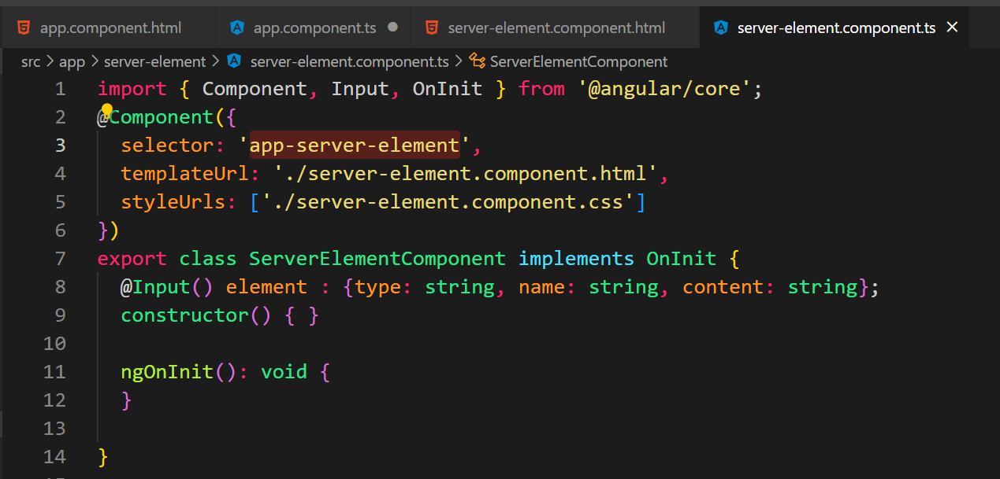 app.component.html app.component.ts server-element.component.html server-element.component.ts
src > app > server-element > server-element.component.ts > ServerElementComponent
1 import { Component, Input, OnInit } from '@angular/core';
2 @Component({
3 selector: 'app-server-element',
4 templateUrl: './server-element.component.html',
5 styleUrls: ['./server-element.component.css']
6 })
7 export class ServerElementComponent implements OnInit {
8 @Input() element : {type: string, name: string, content: string};
9 constructor() { }
10
11 ngOnInit(): void {
12 }
13
14 }